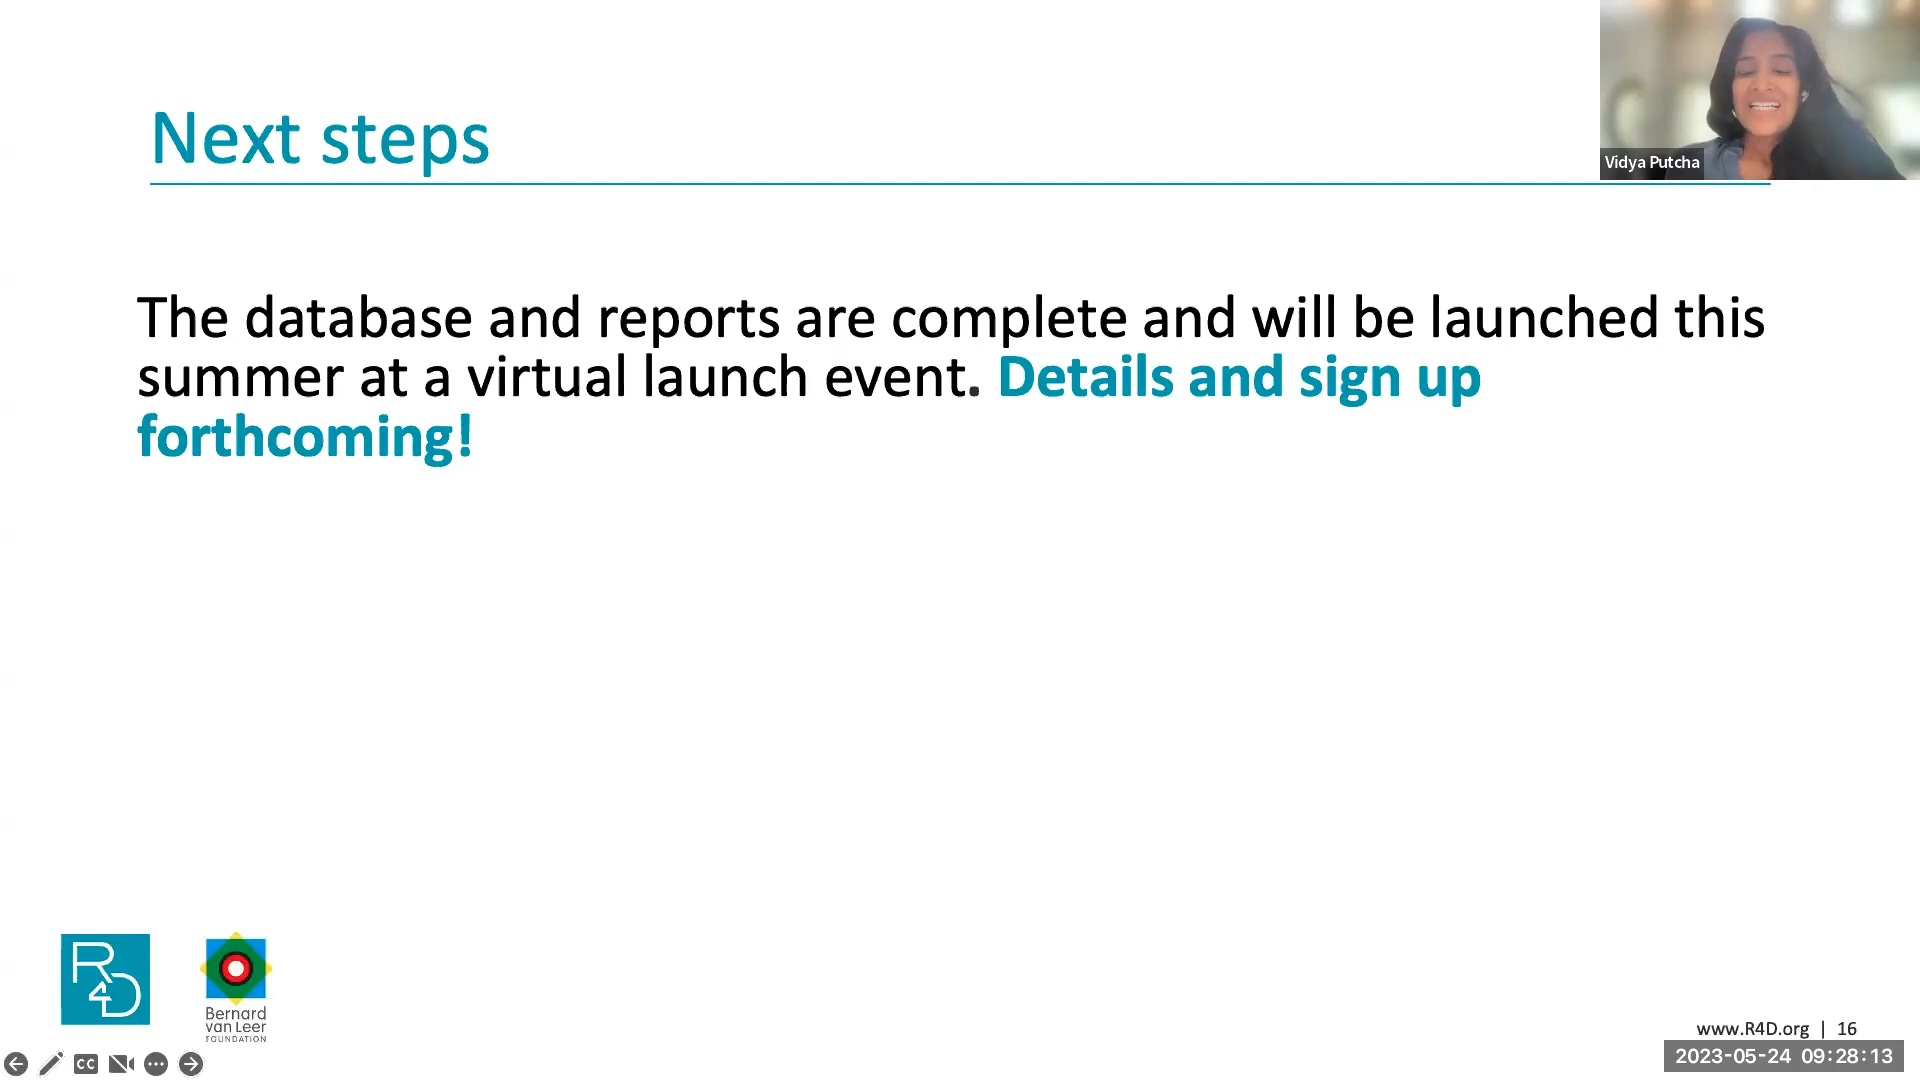 Next steps
Vidya Putcha
The database and reports are complete and will be launched this
summer at a virtual launch event. Details and sign up
forthcoming!
R4D
Bernard
van Leer
FOUNDATION
www.R4D.org | 16
CC
2023-05-24 09:28:13